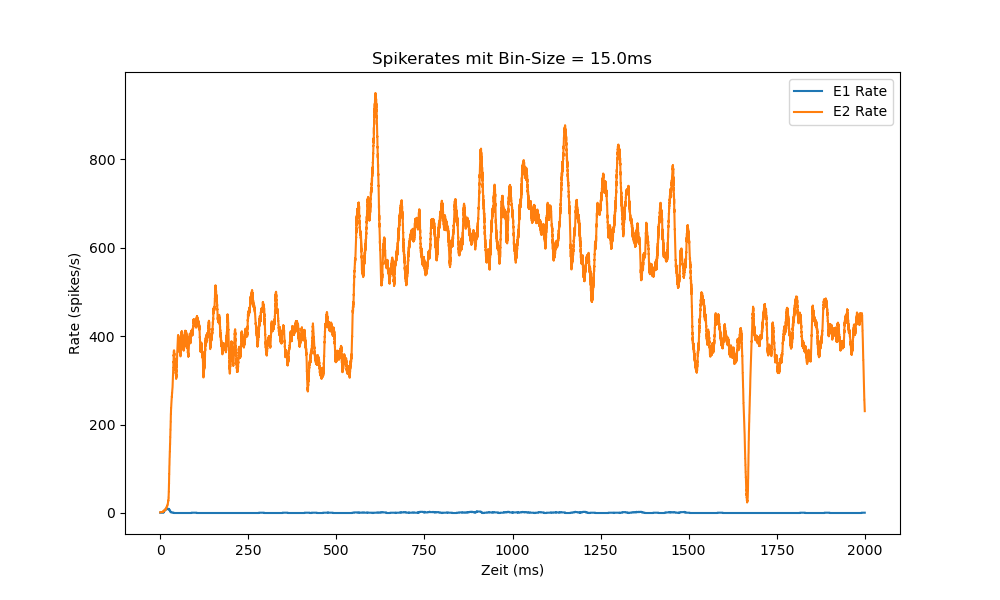 Spikerates mit Bin-Size = 15.0ms
E1 Rate
E2 Rate
Rate (spikes/s)
800
600
400
200
0
0 250 500 750 1000 1250 1500 1750 2000
Zeit (ms)